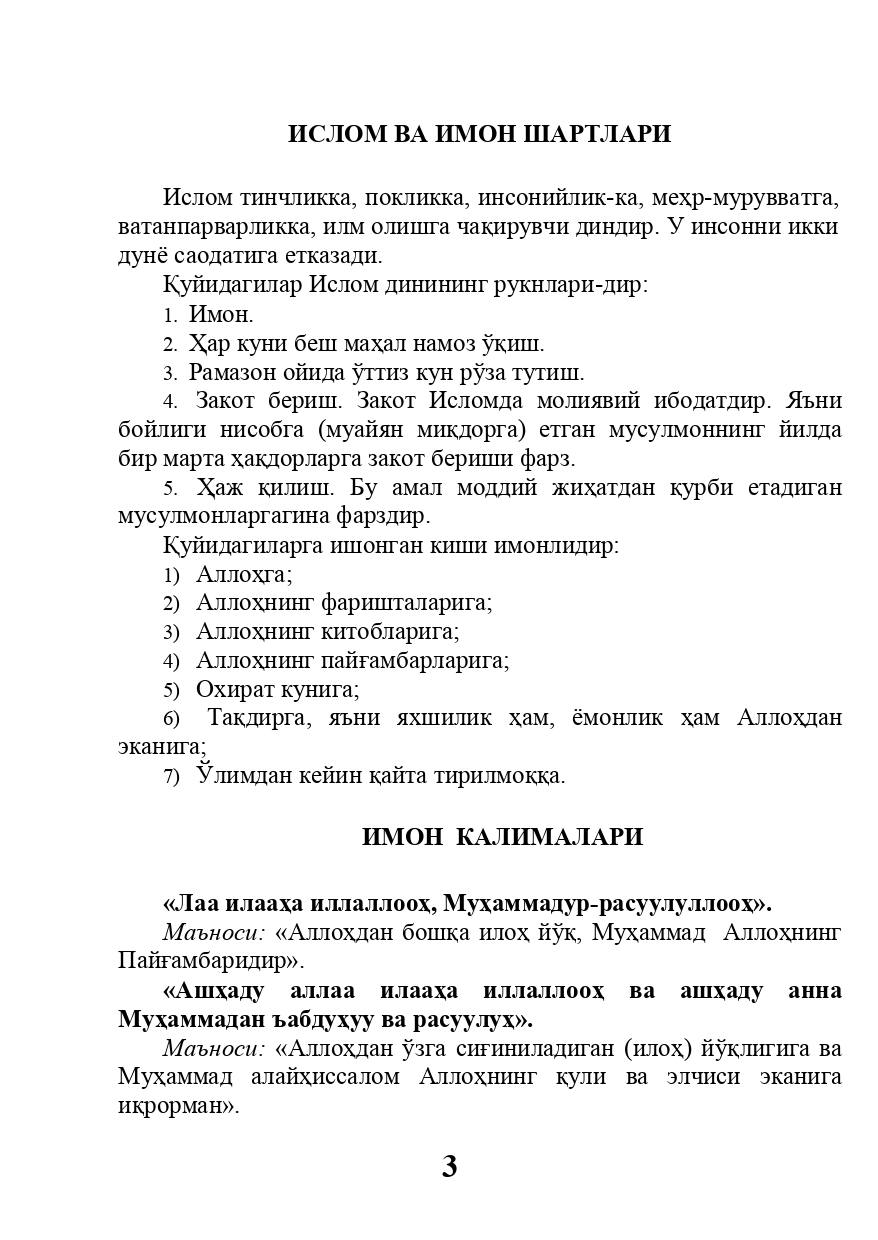 ИСЛОМ ВА ИМОН ШАРТЛАРИ
Ислом тинчликка, покликка, инсонийлик-ка, меҳр-мурувватга,
ватанпарварликка, илм олишга чақирувчи диндир. У инсонни икки
дунё саодатига етказади.
Қуйидагилар Ислом динининг рукнлари-дир:
1. Имон.
2. Ҳар куни беш маҳал намоз ўқиш.
3. Рамазон ойида ўттиз кун рўза тутиш.
4. Закот бериш. Закот Исломда молиявий ибодатдир. Яъни
бойлиги нисобга (муайян миқдорга) етган мусулмоннинг йилда
бир марта ҳақдорларга закот бериши фарз.
5. Ҳаж қилиш. Бу амал моддий жиҳатдан қурби етадиган
мусулмонларгагина фарздир.
Қуйидагиларга ишонган киши имонлидир:
1) Аллоҳга;
2) Аллоҳнинг фаришталарига;
3) Аллоҳнинг китобларига;
4) Аллоҳнинг пайғамбарларига;
5) Охират кунига;
6) Тақдирга, яъни яхшилик ҳам, ёмонлик ҳам Аллоҳдан
эканига;
7) Ўлимдан кейин қайта тирилмоққа.
ИМОН КАЛИМАЛАРИ
«Лаа илааҳа иллаллооҳ, Муҳаммадур-расуулуллооҳ».
Маъноси: «Аллоҳдан бошқа илоҳ йўқ, Муҳаммад Аллоҳнинг
Пайғамбаридир».
«Ашҳаду аллаа илааҳа иллаллооҳ ва ашҳаду анна
Муҳаммадан ъабдуҳуу ва расуулуҳ».
Маъноси: «Аллоҳдан ўзга сиғиниладиган (илоҳ) йўқлигига ва
Муҳаммад алайҳиссалом Аллоҳнинг қули ва элчиси эканига
иқрорман».
3